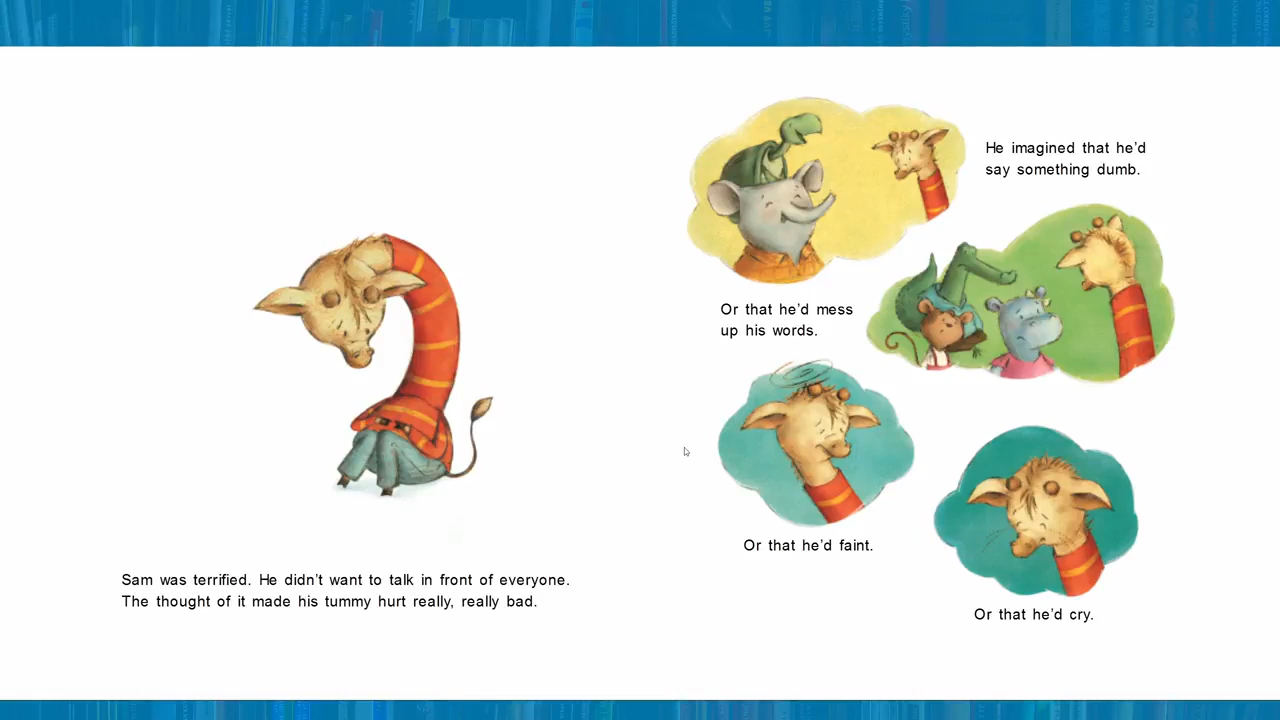 Sam was terrified. He didn’t want to talk in front of everyone.
The thought of it made his tummy hurt really, really bad.
He imagined that he’d
say something dumb.
Or that he’d mess
up his words.
Or that he’d faint.
Or that he’d cry.